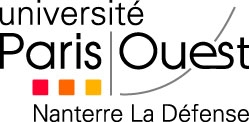 université
Paris Ouest
Nanterre La Défense